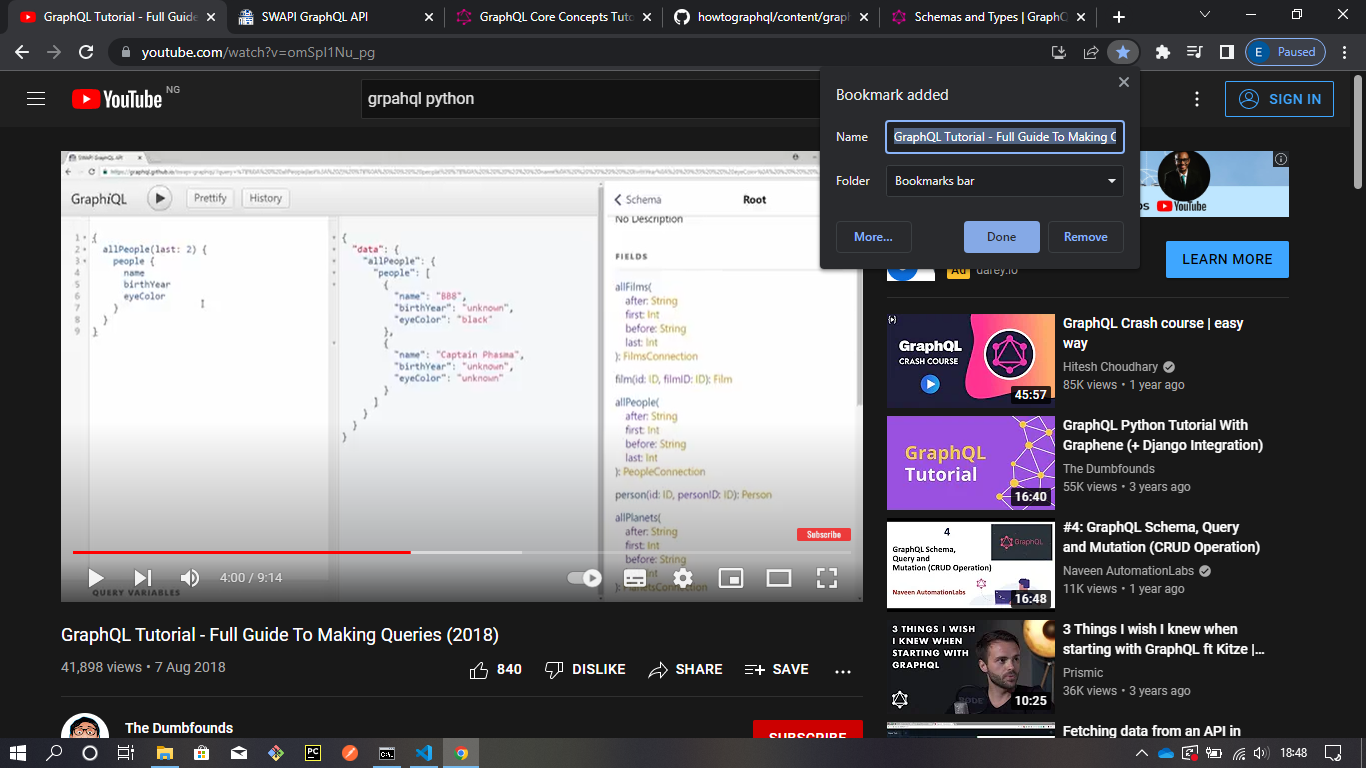 GraphQL Tutorial - Full Guide
SWAPI GraphQL API
GraphQL Core Concepts Tuto
howtographql/content/graph
Schemas and Types | GraphQ
youtube.com/watch?v=omSpI1Nu_pg
E Paused
YouTube NG
grpahql python
SIGN IN
Bookmark added
Name GraphQL Tutorial - Full Guide To Making Q
Folder Bookmarks bar
More... Done Remove
SWAPI GraphQL API
GraphiQL Prettify History
1 {
2 allPeople(last: 2) {
3 people {
4 name
5 birthYear
6 eyeColor
7 }
8 }
9 }
{
"data": {
"allPeople": {
"people": [
{
"name": "BB8",
"birthYear": "unknown",
"eyeColor": "black"
},
{
"name": "Captain Phasma",
"birthYear": "unknown",
"eyeColor": "unknown"
}
]
}
}
}
Schema Root
No Description
FIELDS
allFilms(
after: String
first: Int
before: String
last: Int
): FilmsConnection
film(id: ID, filmID: ID): Film
allPeople(
after: String
first: Int
before: String
last: Int
): PeopleConnection
person(id: ID, personID: ID): Person
allPlanets(
after: String
first: Int
before: String
last: Int
): PlanetsConnection
Subscribe
4:00 / 9:14
QUERY VARIABLES
GraphQL Tutorial - Full Guide To Making Queries (2018)
41,898 views • 7 Aug 2018
840 DISLIKE SHARE SAVE ...
The Dumbfounds
SUBSCRIBE
YouTube
Ad darey.io
LEARN MORE
GraphQL
CRASH COURSE
45:57
GraphQL Crash course | easy
way
Hitesh Choudhary
85K views • 1 year ago
GraphQL
Tutorial
16:40
GraphQL Python Tutorial With
Graphene (+ Django Integration)
The Dumbfounds
55K views • 3 years ago
4
GraphQL Schema,
Query and
Mutation (CRUD Operation)
Naveen AutomationLabs
GraphQL
16:48
#4: GraphQL Schema, Query
and Mutation (CRUD Operation)
Naveen AutomationLabs
11K views • 1 year ago
3 THINGS I WISH
I KNEW WHEN
STARTING WITH
GRAPHQL
10:25
3 Things I wish I knew when
starting with GraphQL ft Kitze |...
Prismic
36K views • 3 years ago
Fetching data from an API in
PC
18:48